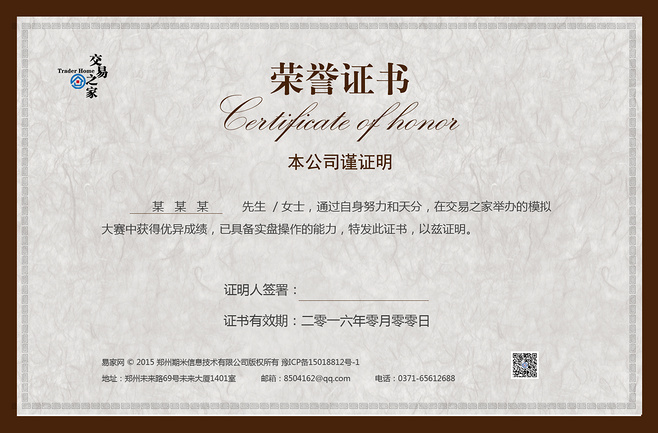 交易之家
Trader Home
荣誉证书
Certificate of honor
本公司谨证明
某 某 某 先生 / 女士，通过自身努力和天分，在交易之家举办的模拟
大赛中获得优异成绩，已具备实盘操作的能力，特发此证书，以兹证明。
证明人签署：
证书有效期：二零一六年零月零零日
易家网 © 2015 郑州期米信息技术有限公司版权所有 豫ICP备15018812号-1
地址：郑州未来路69号未来大厦1401室 邮箱：8504162@qq.com 电话：0371-65612688